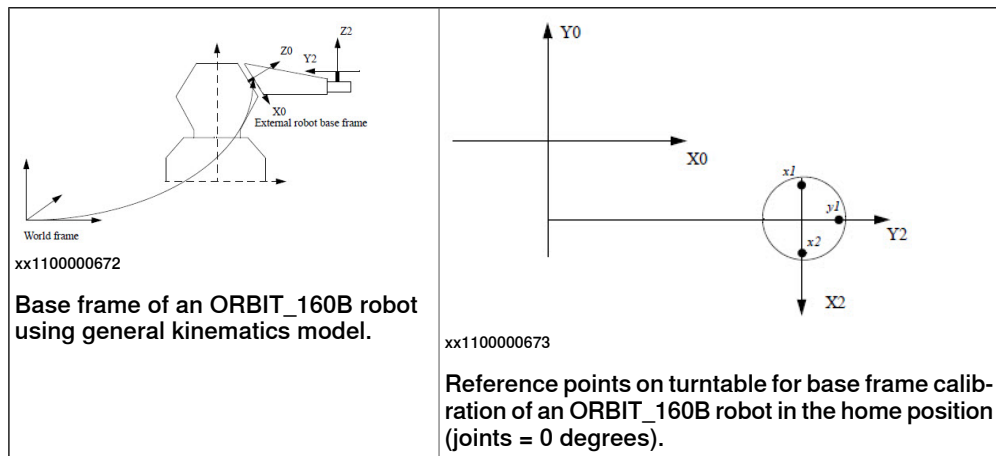 Z2
Z0
Y2
X0
External robot base frame
World frame
xx1100000672
Base frame of an ORBIT_160B robot
using general kinematics model.
Y0
X0
x1
y1
Y2
x2
X2
xx1100000673
Reference points on turntable for base frame calib-
ration of an ORBIT_160B robot in the home position
(joints = 0 degrees).